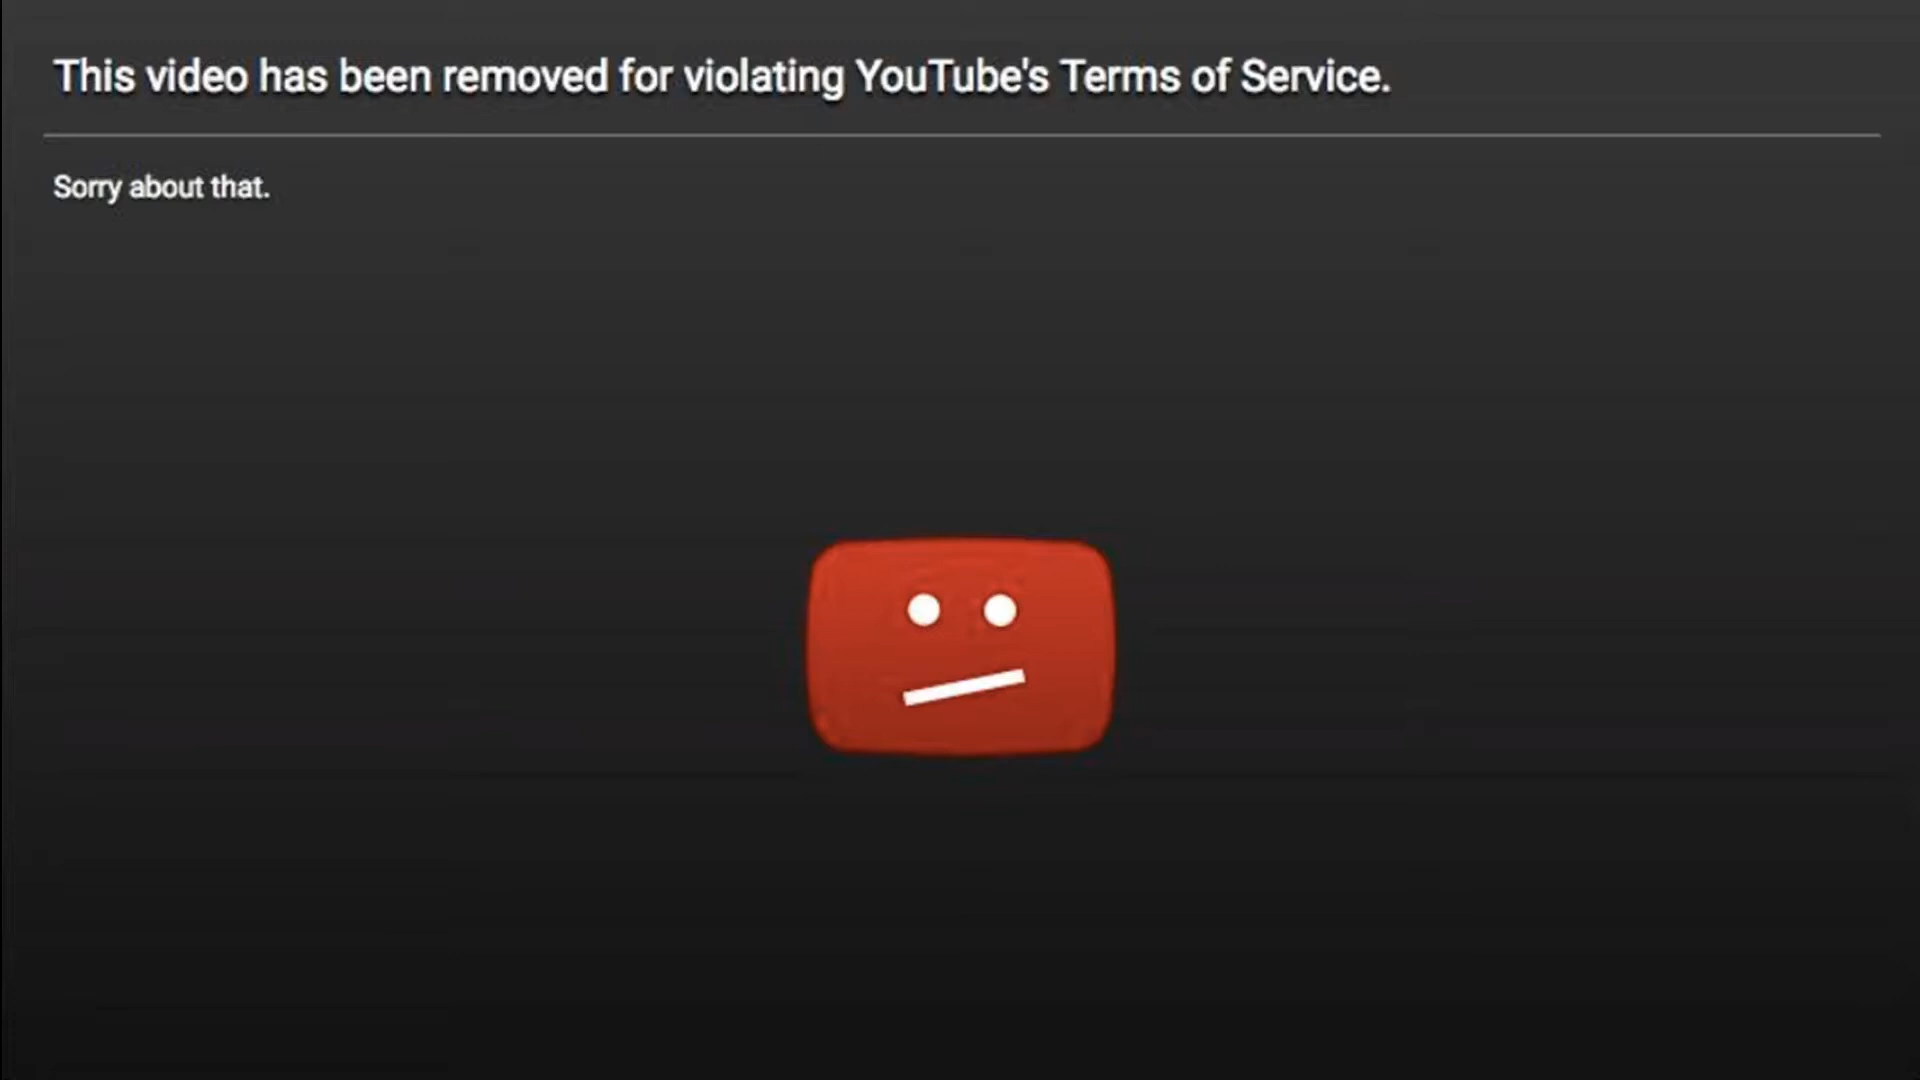 This video has been removed for violating YouTube's Terms of Service.
Sorry about that.